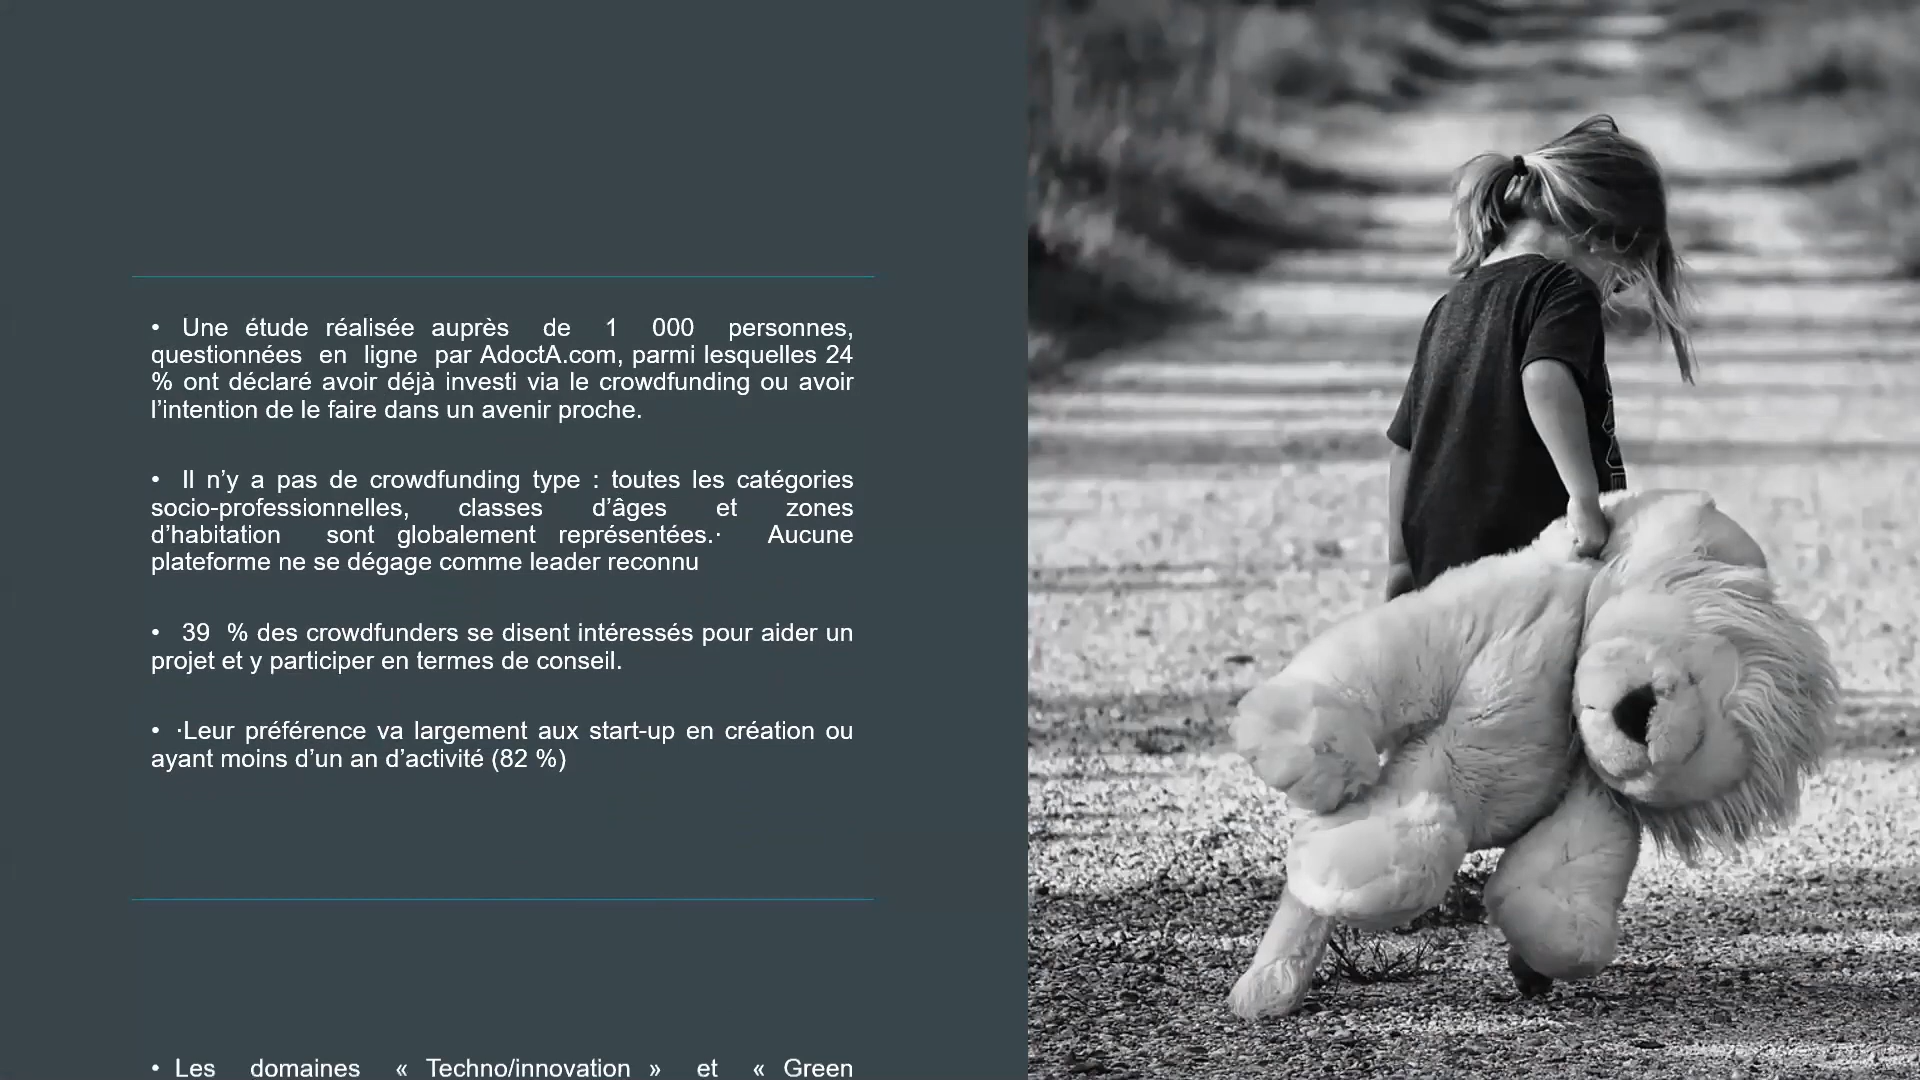 • Une étude réalisée auprès de 1 000 personnes,
questionnées en ligne par AdoctA.com, parmi lesquelles 24
% ont déclaré avoir déjà investi via le crowdfunding ou avoir
l’intention de le faire dans un avenir proche.
• Il n’y a pas de crowdfunding type : toutes les catégories
socio-professionnelles, classes d’âges et zones
d’habitation sont globalement représentées.· Aucune
plateforme ne se dégage comme leader reconnu
• 39 % des crowdfunders se disent intéressés pour aider un
projet et y participer en termes de conseil.
• ·Leur préférence va largement aux start-up en création ou
ayant moins d’un an d’activité (82 %)
• Les domaines « Techno/innovation » et « Green